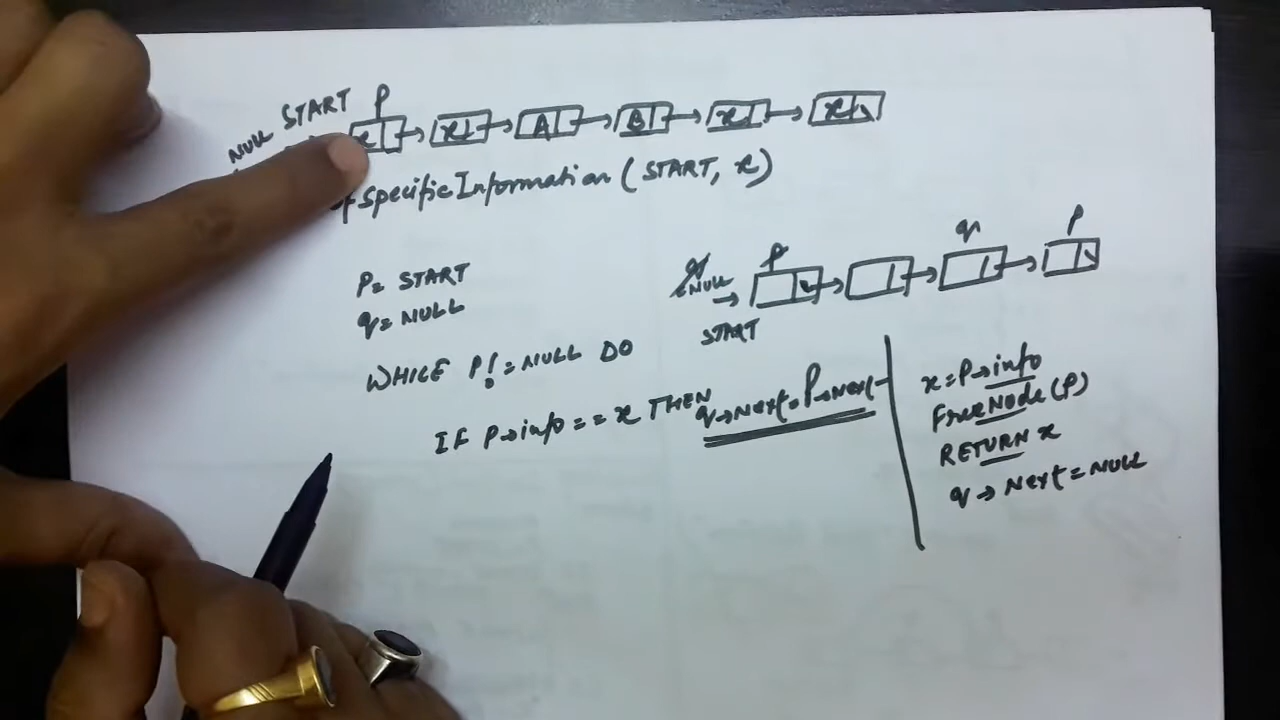 NULL START P
x x A B x x
of specific Information (START, x)
P= START
q= NULL
q NULL P q P
START
WHILE P!=NULL DO
IF P→info==x THEN q→Next=P→Next
x=P→info
FreeNode(P)
RETURN x
q→Next=NULL